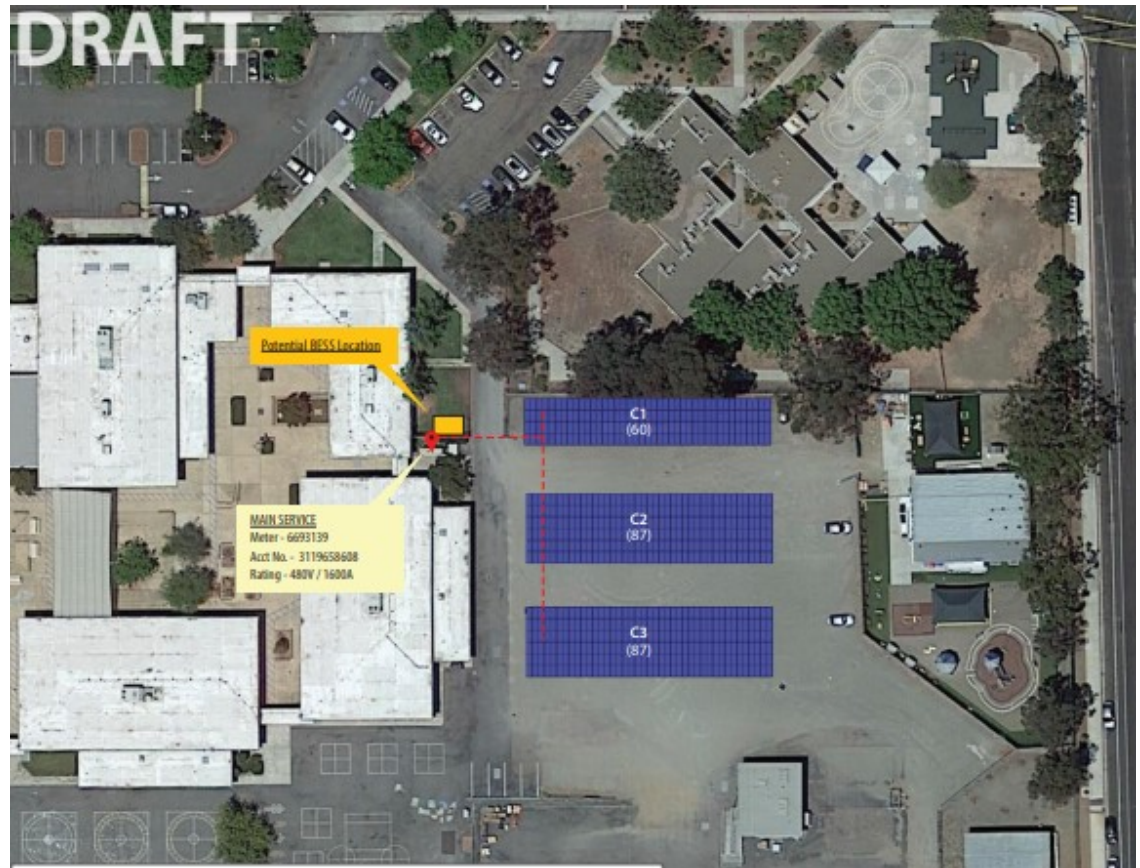 DRAFT
Potential BESS Location
C1
(60)
C2
(87)
MAIN SERVICE
Meter - 6693139
Acct No. - 3119658608
Rating - 480V / 1600A
C3
(87)